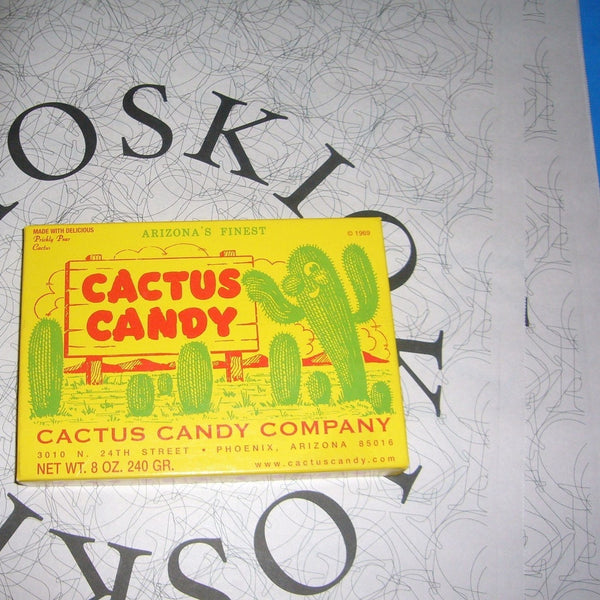 OSKIOSKIOSKIOSKI
MADE WITH DELICIOUS
Prickly Pear
Cactus
ARIZONA'S FINEST
© 1969
CACTUS
CANDY
CACTUS CANDY COMPANY
3010 N. 24TH STREET • PHOENIX, ARIZONA 85016
NET WT. 8 OZ. 240 GR.
www.cactuscandy.com